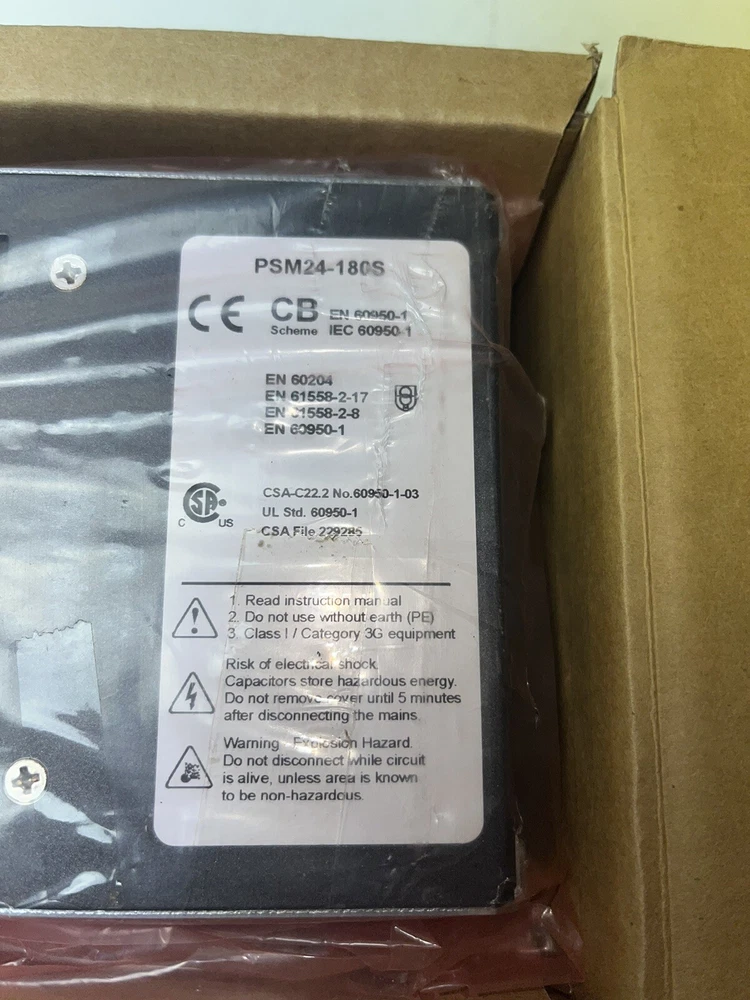 PSM24-180S
CE CB EN 60950-1
Scheme IEC 60950-1
EN 60204
EN 61558-2-17
EN 61558-2-8
EN 60950-1
CSA-C22.2 No.60950-1-03
C US UL Std. 60950-1
CSA File 229285
1. Read instruction manual
2. Do not use without earth (PE)
3. Class I / Category 3G equipment
Risk of electrical shock
Capacitors store hazardous energy.
Do not remove cover until 5 minutes
after disconnecting the mains
Warning Explosion Hazard
Do not disconnect while circuit
is alive, unless area is known
to be non-hazardous.